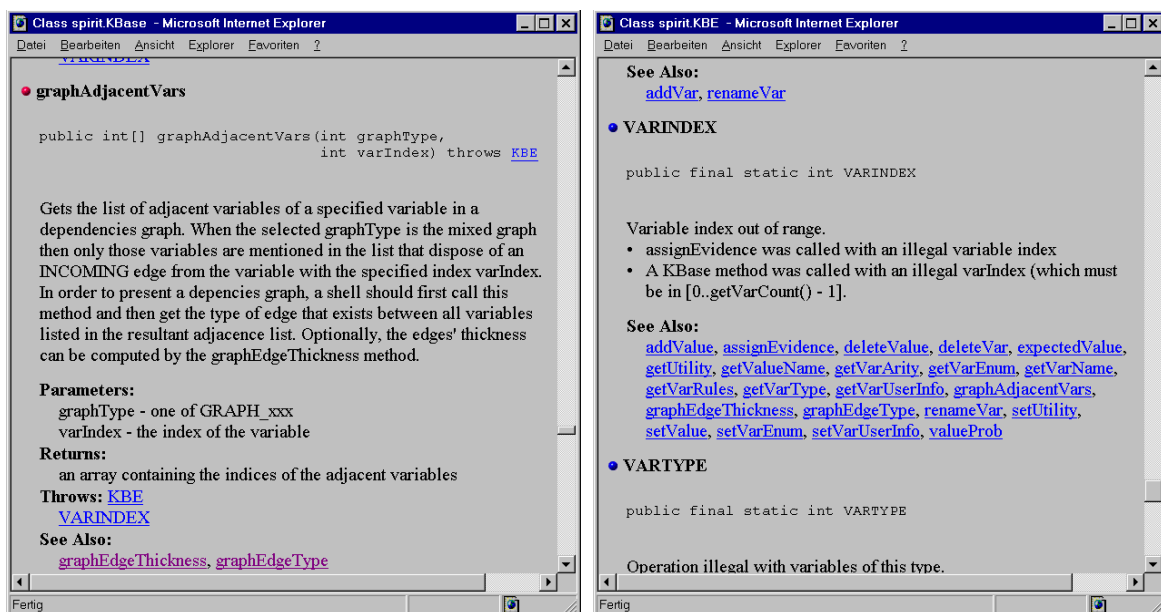 Class spirit.KBase - Microsoft Internet Explorer
Datei Bearbeiten Ansicht Explorer Favoriten ?
VARINDEX
graphAdjacentVars
public int[] graphAdjacentVars(int graphType,
int varIndex) throws KBE
Gets the list of adjacent variables of a specified variable in a
dependencies graph. When the selected graphType is the mixed graph
then only those variables are mentioned in the list that dispose of an
INCOMING edge from the variable with the specified index varIndex.
In order to present a depencies graph, a shell should first call this
method and then get the type of edge that exists between all variables
listed in the resultant adjacence list. Optionally, the edges' thickness
can be computed by the graphEdgeThickness method.
Parameters:
graphType - one of GRAPH_xxx
varIndex - the index of the variable
Returns:
an array containing the indices of the adjacent variables
Throws: KBE
VARINDEX
See Also:
graphEdgeThickness, graphEdgeType
Fertig
Class spirit.KBE - Microsoft Internet Explorer
Datei Bearbeiten Ansicht Explorer Favoriten ?
See Also:
addVar, renameVar
VARINDEX
public final static int VARINDEX
Variable index out of range.
• assignEvidence was called with an illegal variable index
• A KBase method was called with an illegal varIndex (which must
be in [0..getVarCount() - 1].
See Also:
addValue, assignEvidence, deleteValue, deleteVar, expectedValue,
getUtility, getValueName, getVarArity, getVarEnum, getVarName,
getVarRules, getVarType, getVarUserInfo, graphAdjacentVars,
graphEdgeThickness, graphEdgeType, renameVar, setUtility,
setValue, setVarEnum, setVarUserInfo, valueProb
VARTYPE
public final static int VARTYPE
Operation illegal with variables of this type.
Fertig